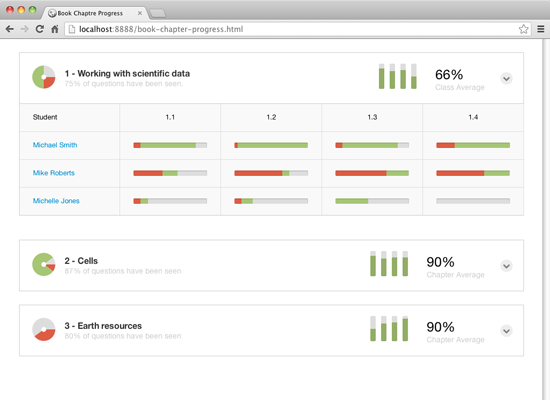 Book Chaptre Progress
localhost:8888/book-chapter-progress.html
1 - Working with scientific data
75% of questions have been seen.
66%
Class Average
Student 1.1 1.2 1.3 1.4
Michael Smith
Mike Roberts
Michelle Jones
2 - Cells
87% of questions have been seen.
90%
Chapter Average
3 - Earth resources
60% of questions have been seen.
90%
Chapter Average